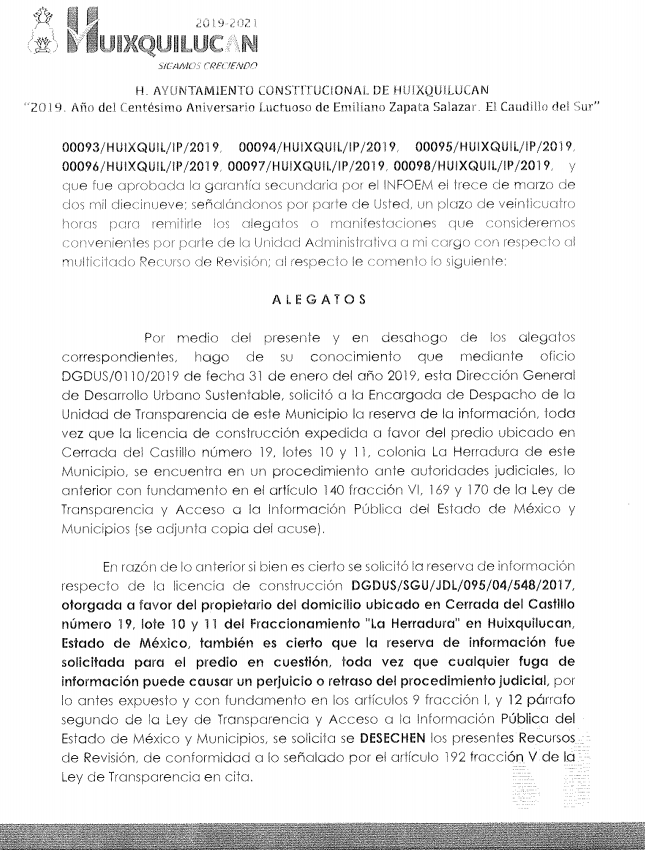 2019-2021
HUIXQUILUCAN
SIGAMOS CRECIENDO
H. AYUNTAMIENTO CONSTITUCIONAL DE HUIXQUILUCAN
"2019. Año del Centésimo Aniversario Luctuoso de Emiliano Zapata Salazar. El Caudillo del Sur"
00093/HUIXQUIL/IP/2019, 00094/HUIXQUIL/IP/2019, 00095/HUIXQUIL/IP/2019,
00096/HUIXQUIL/IP/2019, 00097/HUIXQUIL/IP/2019, 00098/HUIXQUIL/IP/2019, y
que fue aprobada la garantía secundaria por el INFOEM el trece de marzo de
dos mil diecinueve; señalándonos por parte de Usted, un plazo de veinticuatro
horas para remitirle los alegatos o manifestaciones que consideremos
convenientes por parte de la Unidad Administrativa a mi cargo con respecto al
multicitado Recurso de Revisión; al respecto le comento lo siguiente:
A L E G A T O S
Por medio del presente y en desahogo de los alegatos
correspondientes, hago de su conocimiento que mediante oficio
DGDUS/0110/2019 de fecha 31 de enero del año 2019, esta Dirección General
de Desarrollo Urbano Sustentable, solicitó a la Encargada de Despacho de la
Unidad de Transparencia de este Municipio la reserva de la información, toda
vez que la licencia de construcción expedida a favor del predio ubicado en
Cerrada del Castillo número 19, lotes 10 y 11, colonia La Herradura de este
Municipio, se encuentra en un procedimiento ante autoridades judiciales, lo
anterior con fundamento en el artículo 140 fracción VI, 169 y 170 de la Ley de
Transparencia y Acceso a la Información Pública del Estado de México y
Municipios (se adjunta copia del acuse).
En razón de lo anterior si bien es cierto se solicitó la reserva de información
respecto de la licencia de construcción DGDUS/SGU/JDL/095/04/548/2017,
otorgada a favor del propietario del domicilio ubicado en Cerrada del Castillo
número 19, lote 10 y 11 del Fraccionamiento "La Herradura" en Huixquilucan,
Estado de México, también es cierto que la reserva de información fue
solicitada para el predio en cuestión, toda vez que cualquier fuga de
información puede causar un perjuicio o retraso del procedimiento judicial, por
lo antes expuesto y con fundamento en los artículos 9 fracción I, y 12 párrafo
segundo de la Ley de Transparencia y Acceso a la Información Pública del
Estado de México y Municipios, se solicita se DESECHEN los presentes Recursos
de Revisión, de conformidad a lo señalado por el artículo 192 fracción V de la
Ley de Transparencia en cita.